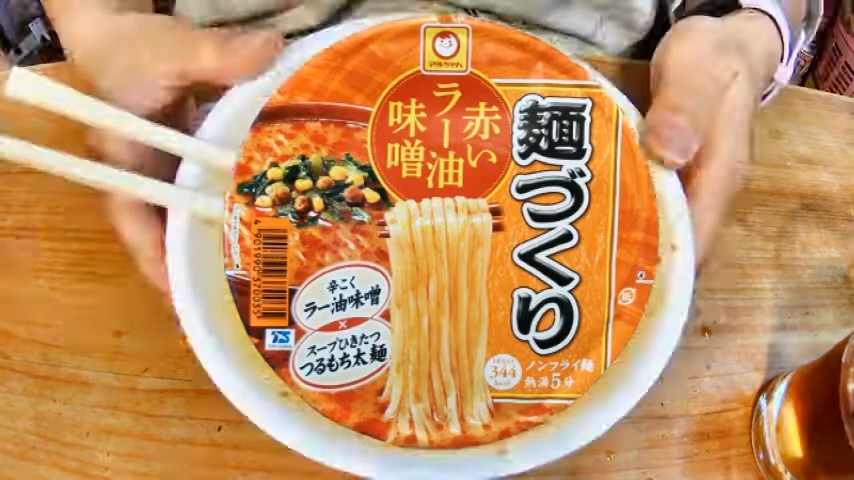 マルちゃん
赤い
ラー油
味噌
麺づくり
辛こく
ラー油味噌
×
スープひきたつ
つるもち太麺
344
kcal
ノンフライ麺
熱湯5分